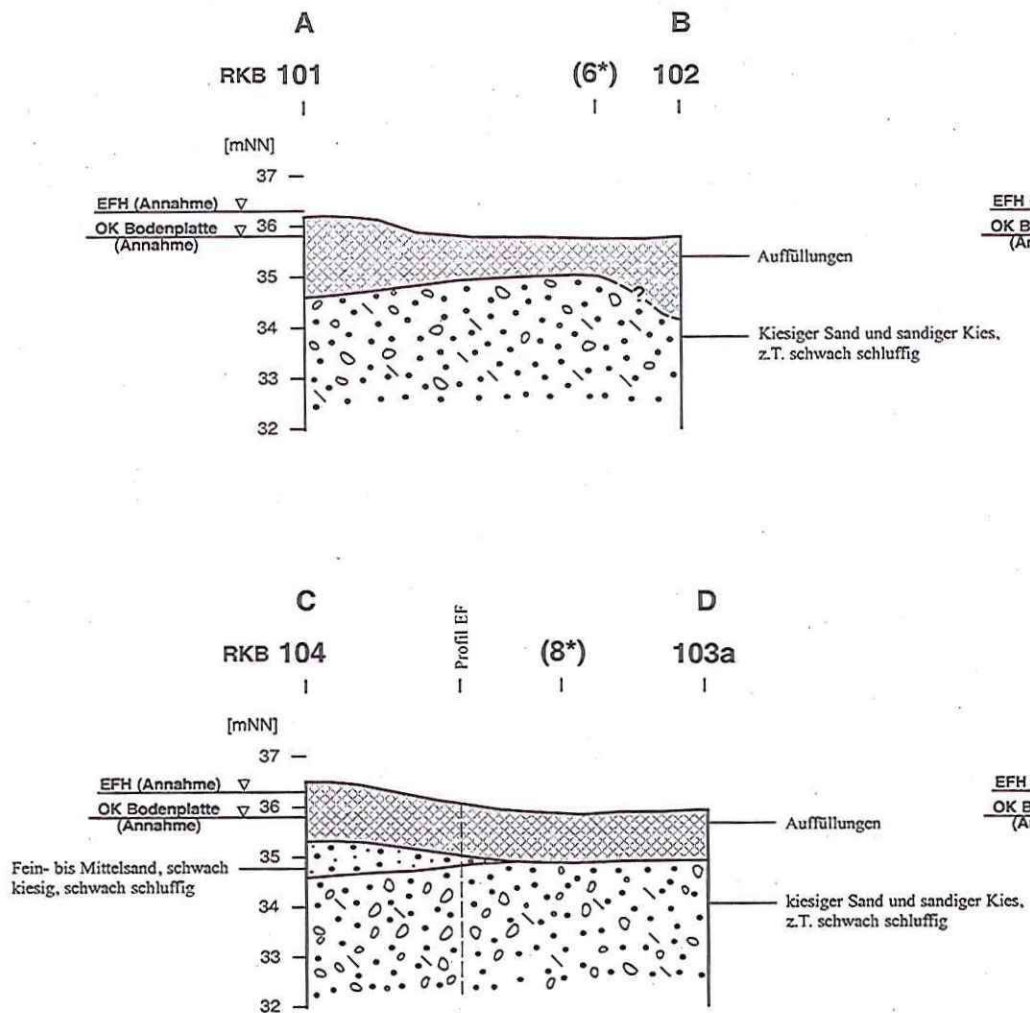 A B
RKB 101 (6*) 102
[mNN]
37
EFH (Annahme)
36
OK Bodenplatte
(Annahme)
EFH
OK B
(An
Auffüllungen
35
?
34
Kiesiger Sand und sandiger Kies,
z.T. schwach schluffig
33
32
C D
Profil EF
RKB 104 (8*) 103a
[mNN]
37
EFH (Annahme)
36
OK Bodenplatte
(Annahme)
EFH
OK B
(An
Auffüllungen
35
Fein- bis Mittelsand, schwach
kiesig, schwach schluffig
34
kiesiger Sand und sandiger Kies,
z.T. schwach schluffig
33
32